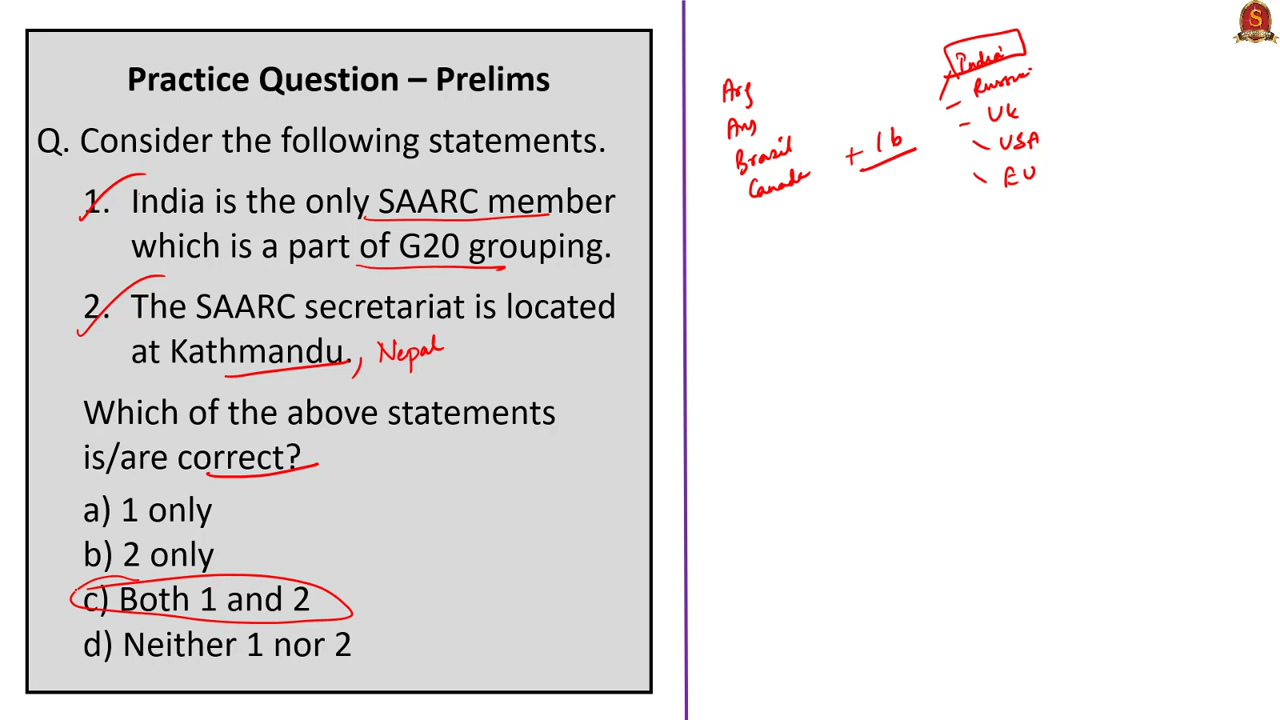 Practice Question – Prelims
Q. Consider the following statements.
1. India is the only SAARC member
which is a part of G20 grouping.
2. The SAARC secretariat is located
at Kathmandu. , Nepal
Which of the above statements
is/are correct?
a) 1 only
b) 2 only
c) Both 1 and 2
d) Neither 1 nor 2
Arg
Aus
Brazil
Canada
+ 16
India
Russia
UK
USA
EU
S